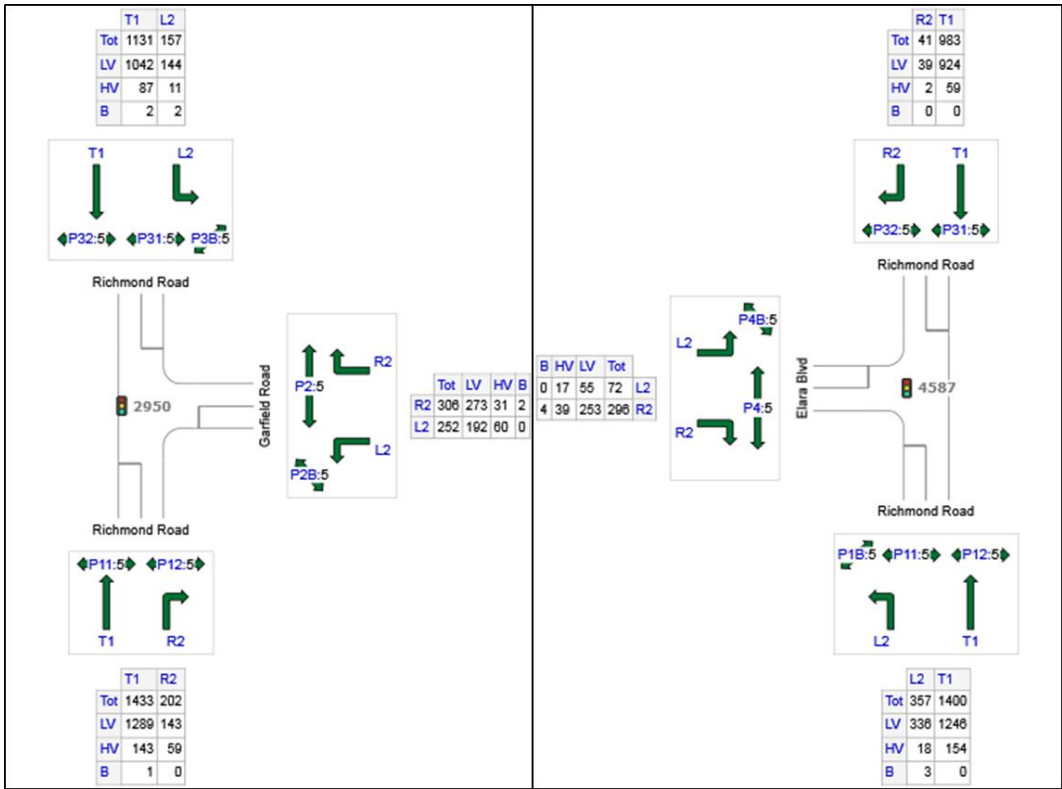 T1 L2
Tot 1131 157
LV 1042 144
HV 87 11
B 2 2
T1 L2
P32:5 P31:5 P3B:5
Richmond Road
2950
Garfield Road
R2
P2:5
L2
P2B:5
Tot LV HV B
R2 306 273 31 2
L2 252 192 60 0
Richmond Road
P11:5 P12:5
T1 R2
T1 R2
Tot 1433 202
LV 1289 143
HV 143 59
B 1 0
R2 T1
Tot 41 983
LV 39 924
HV 2 59
B 0 0
R2 T1
P32:5 P31:5
Richmond Road
B HV LV Tot
0 17 55 72 L2
4 39 253 296 R2
P4B:5
L2
P4:5
R2
Elara Blvd
4587
Richmond Road
P1B:5 P11:5 P12:5
L2 T1
L2 T1
Tot 357 1400
LV 336 1246
HV 18 154
B 3 0